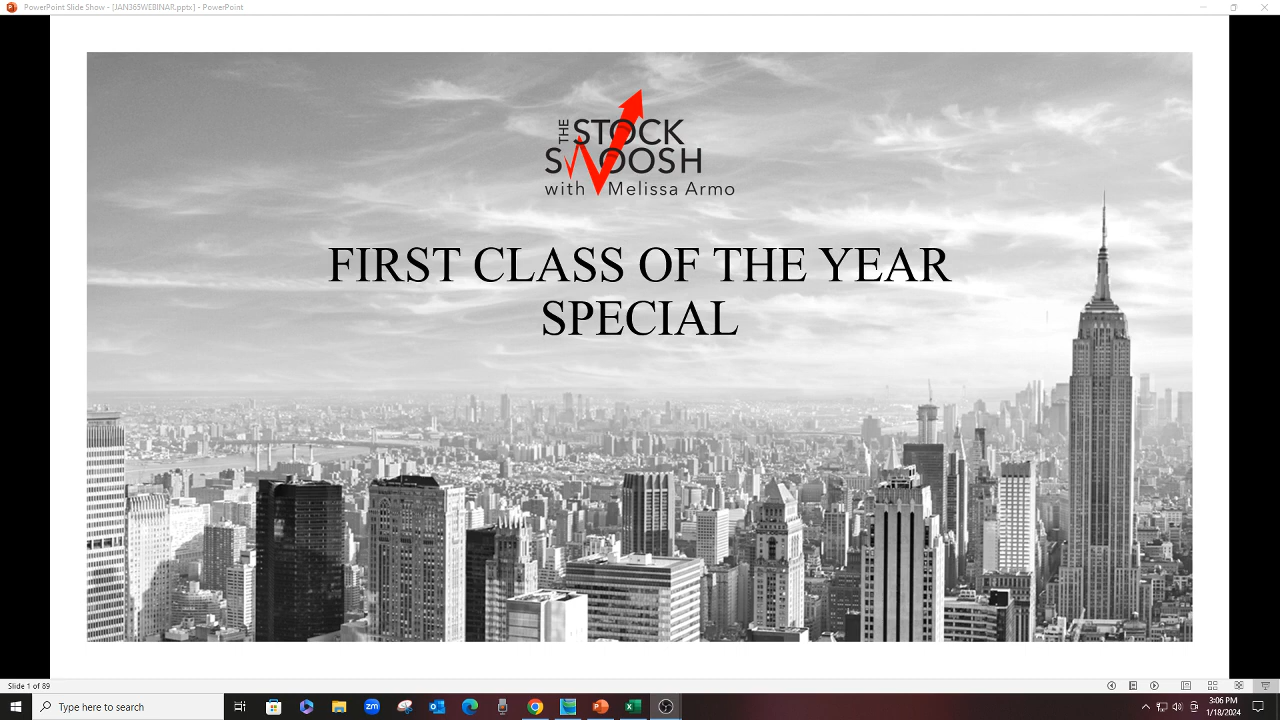 PowerPoint Slide Show - [JAN365WEBINAR.pptx] - PowerPoint
THE STOCK
SWOOSH
with Melissa Armo
FIRST CLASS OF THE YEAR
SPECIAL
Slide 1 of 89
Type here to search
zm
3:06 PM
1/18/2024